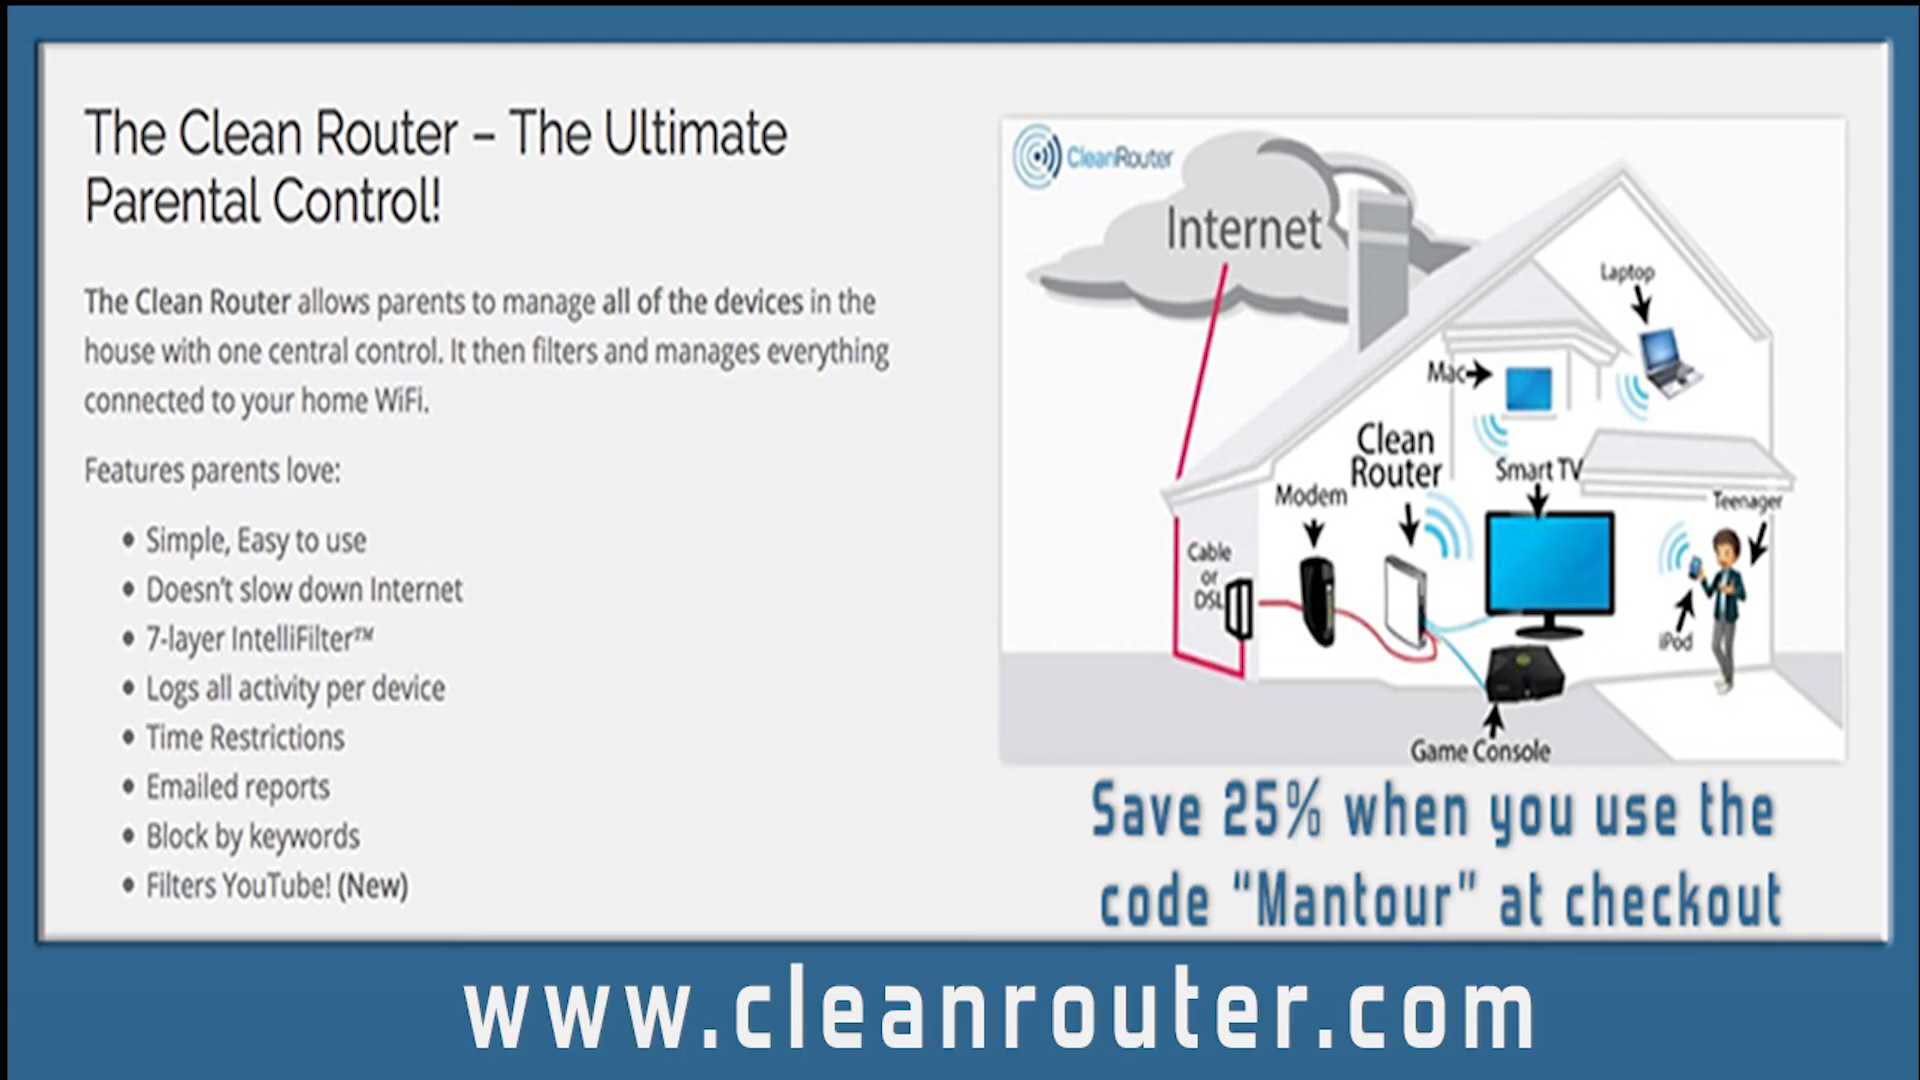 The Clean Router – The Ultimate
Parental Control!
The Clean Router allows parents to manage all of the devices in the
house with one central control. It then filters and manages everything
connected to your home WiFi.
Features parents love:
• Simple, Easy to use
• Doesn't slow down Internet
• 7-layer IntelliFilter™
• Logs all activity per device
• Time Restrictions
• Emailed reports
• Block by keywords
• Filters YouTube! (New)
CleanRouter
Internet
Laptop
Mac
Clean
Router
Smart TV
Modem
Teenager
Cable
or
DSL
iPod
Game Console
Save 25% when you use the
code “Mantour” at checkout
www.cleanrouter.com